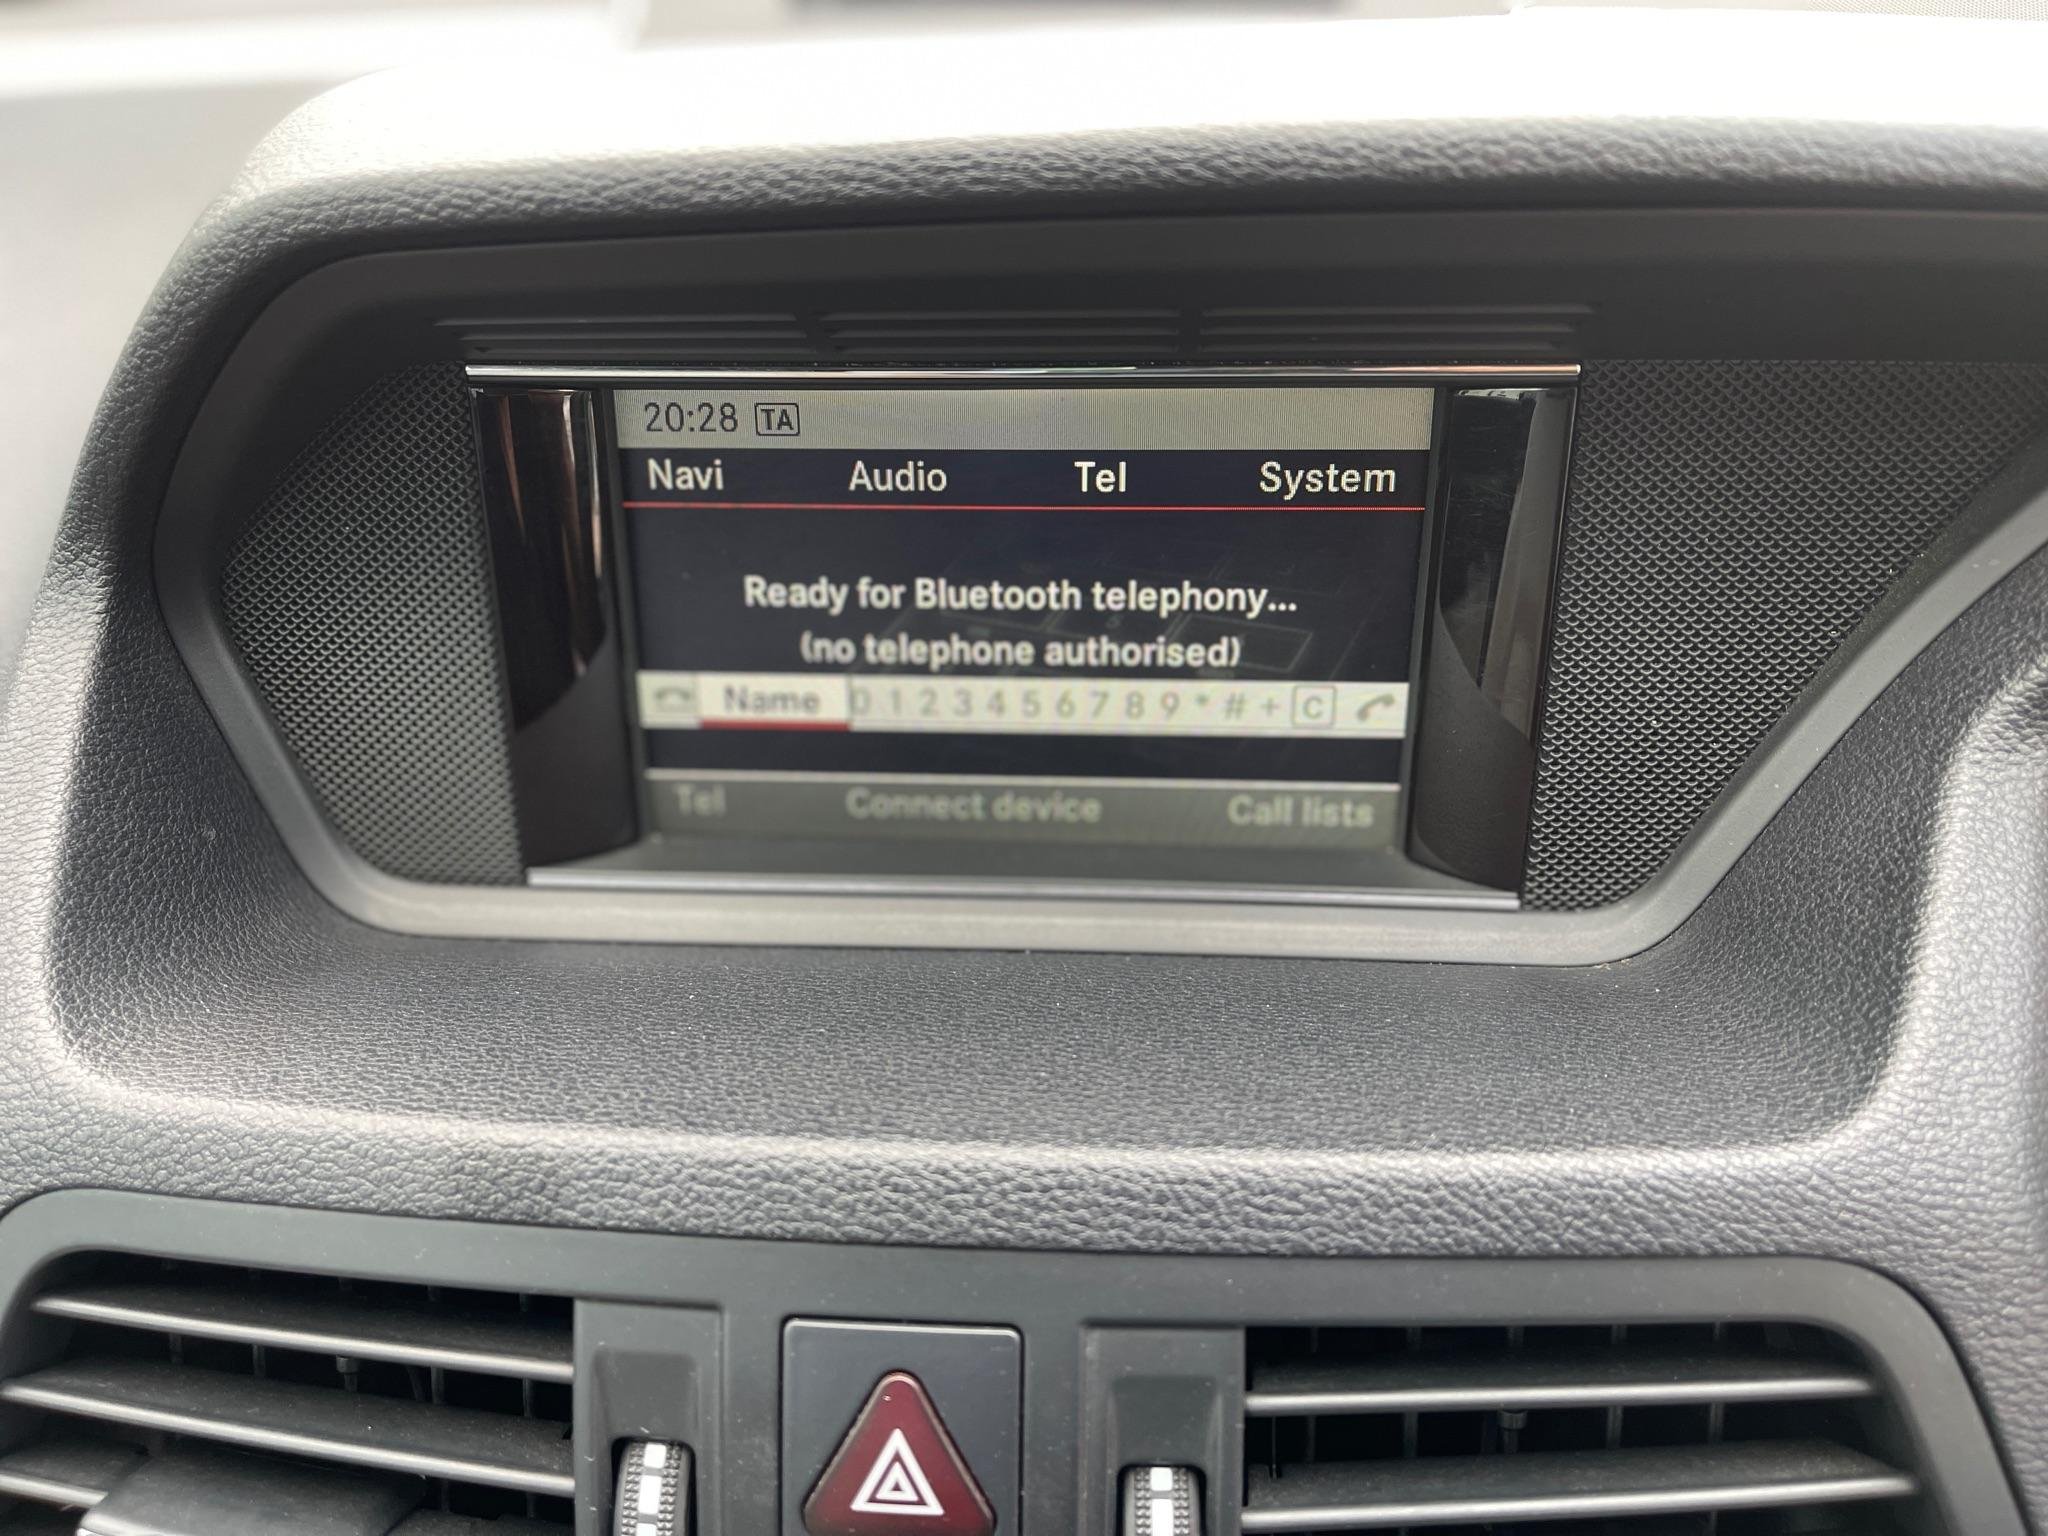 20:28 TA
Navi Audio Tel System
Ready for Bluetooth telephony...
(no telephone authorised)
Name 0 1 2 3 4 5 6 7 8 9 * # + C
Tel Connect device Call lists